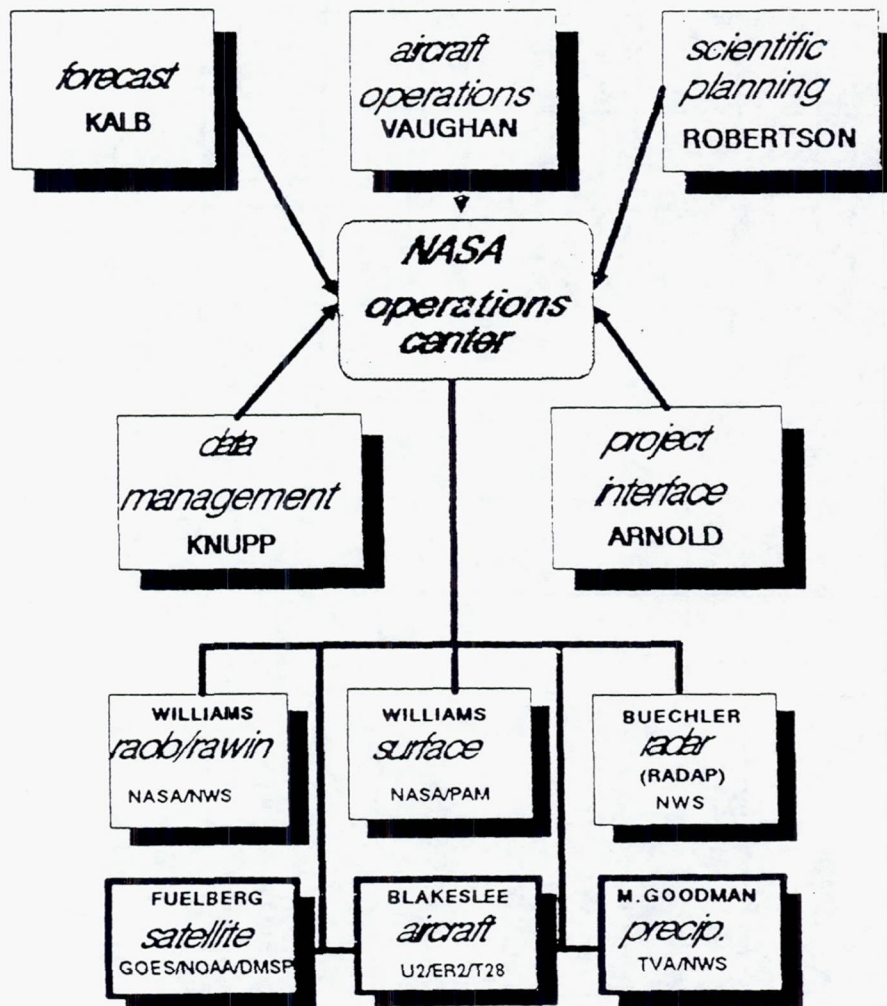 forecast
KALB
aircraft
operations
VAUGHAN
scientific
planning
ROBERTSON
NASA
operations
center
data
management
KNUPP
project
interface
ARNOLD
WILLIAMS
raob/rawin
NASA/NWS
WILLIAMS
surface
NASA/PAM
BUECHLER
radar
(RADAP)
NWS
FUELBERG
satellite
GOES/NOAA/DMSP
BLAKESLEE
aircraft
U2/ER2/T28
M. GOODMAN
precip.
TVA/NWS